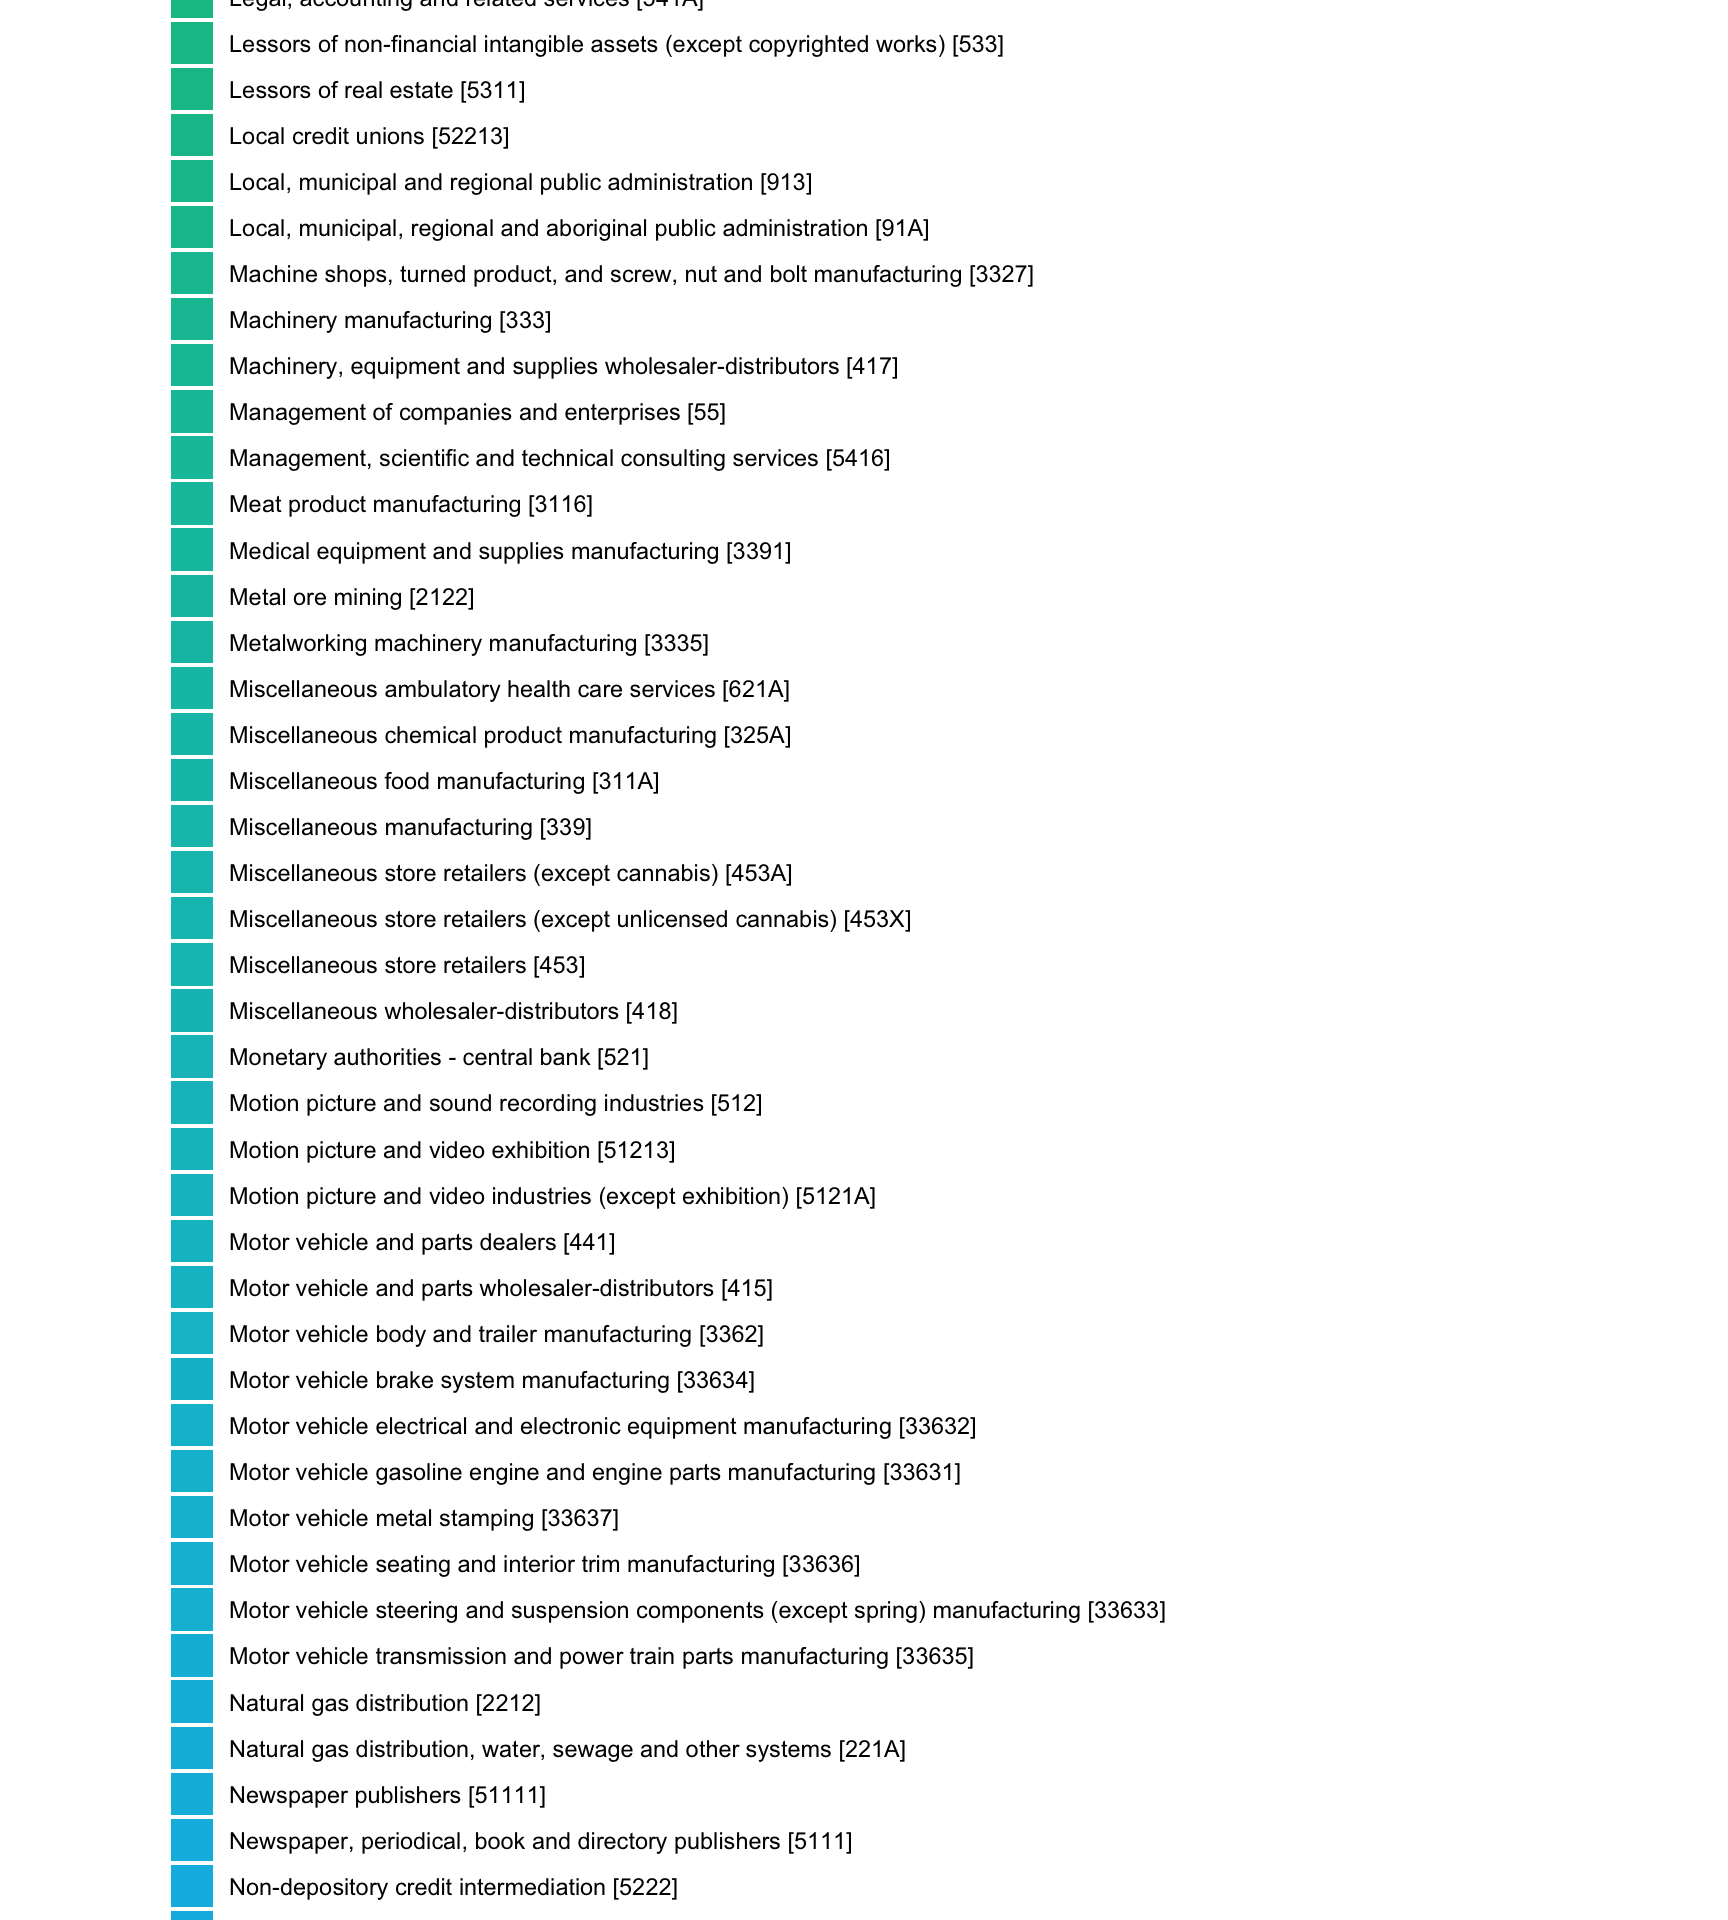 Legal, accounting and related services [541A]
Lessors of non-financial intangible assets (except copyrighted works) [533]
Lessors of real estate [5311]
Local credit unions [52213]
Local, municipal and regional public administration [913]
Local, municipal, regional and aboriginal public administration [91A]
Machine shops, turned product, and screw, nut and bolt manufacturing [3327]
Machinery manufacturing [333]
Machinery, equipment and supplies wholesaler-distributors [417]
Management of companies and enterprises [55]
Management, scientific and technical consulting services [5416]
Meat product manufacturing [3116]
Medical equipment and supplies manufacturing [3391]
Metal ore mining [2122]
Metalworking machinery manufacturing [3335]
Miscellaneous ambulatory health care services [621A]
Miscellaneous chemical product manufacturing [325A]
Miscellaneous food manufacturing [311A]
Miscellaneous manufacturing [339]
Miscellaneous store retailers (except cannabis) [453A]
Miscellaneous store retailers (except unlicensed cannabis) [453X]
Miscellaneous store retailers [453]
Miscellaneous wholesaler-distributors [418]
Monetary authorities - central bank [521]
Motion picture and sound recording industries [512]
Motion picture and video exhibition [51213]
Motion picture and video industries (except exhibition) [5121A]
Motor vehicle and parts dealers [441]
Motor vehicle and parts wholesaler-distributors [415]
Motor vehicle body and trailer manufacturing [3362]
Motor vehicle brake system manufacturing [33634]
Motor vehicle electrical and electronic equipment manufacturing [33632]
Motor vehicle gasoline engine and engine parts manufacturing [33631]
Motor vehicle metal stamping [33637]
Motor vehicle seating and interior trim manufacturing [33636]
Motor vehicle steering and suspension components (except spring) manufacturing [33633]
Motor vehicle transmission and power train parts manufacturing [33635]
Natural gas distribution [2212]
Natural gas distribution, water, sewage and other systems [221A]
Newspaper publishers [51111]
Newspaper, periodical, book and directory publishers [5111]
Non-depository credit intermediation [5222]